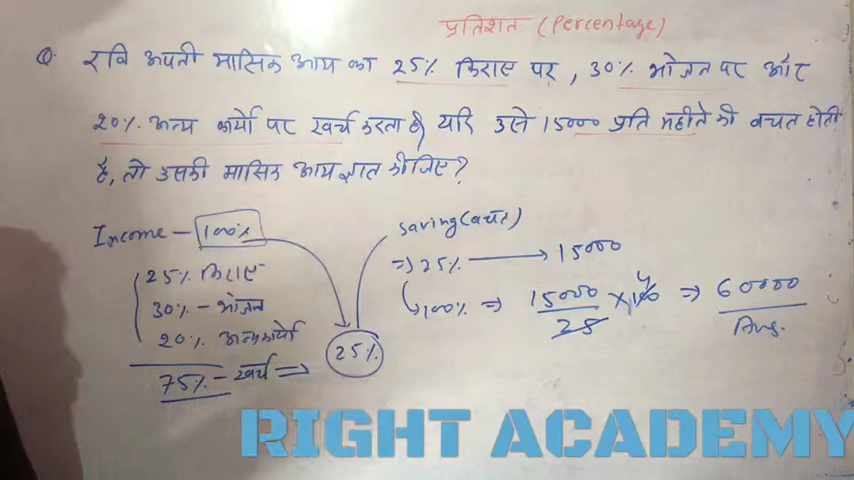 प्रतिशत (Percentage)
Q. रवि अपनी मासिक आय का 25% किराए पर, 30% भोजन पर और
20% अन्य कार्यो पर खर्च करता है, यदि उसे 15000 प्रति महीने की बचत होती
है, तो उसकी मासिक आय ज्ञात कीजिए?
Income - 100%
25% किराए
30% - भोजन
20% अन्य कार्यो
75% - खर्च ⇒ 25%
Saving (बचत)
⇒ 25% → 15000
100% ⇒ 15000/25 × 100 4 ⇒ 60000
Ans.
RIGHT ACADEMY